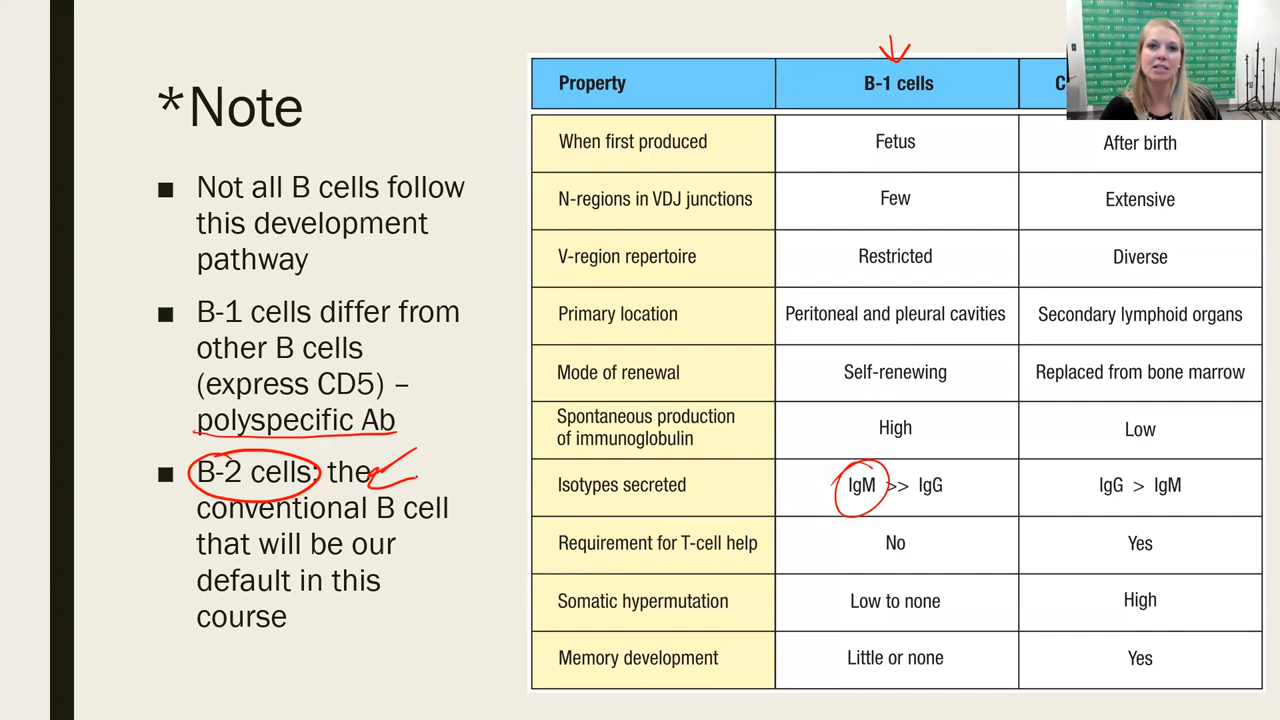 *Note
■ Not all B cells follow
this development
pathway
■ B-1 cells differ from
other B cells
(express CD5) –
polyspecific Ab
■ B-2 cells: the
conventional B cell
that will be our
default in this
course
Property B-1 cells C
When first produced Fetus After birth
N-regions in VDJ junctions Few Extensive
V-region repertoire Restricted Diverse
Primary location Peritoneal and pleural cavities Secondary lymphoid organs
Mode of renewal Self-renewing Replaced from bone marrow
Spontaneous production
of immunoglobulin High Low
Isotypes secreted IgM >> IgG IgG > IgM
Requirement for T-cell help No Yes
Somatic hypermutation Low to none High
Memory development Little or none Yes